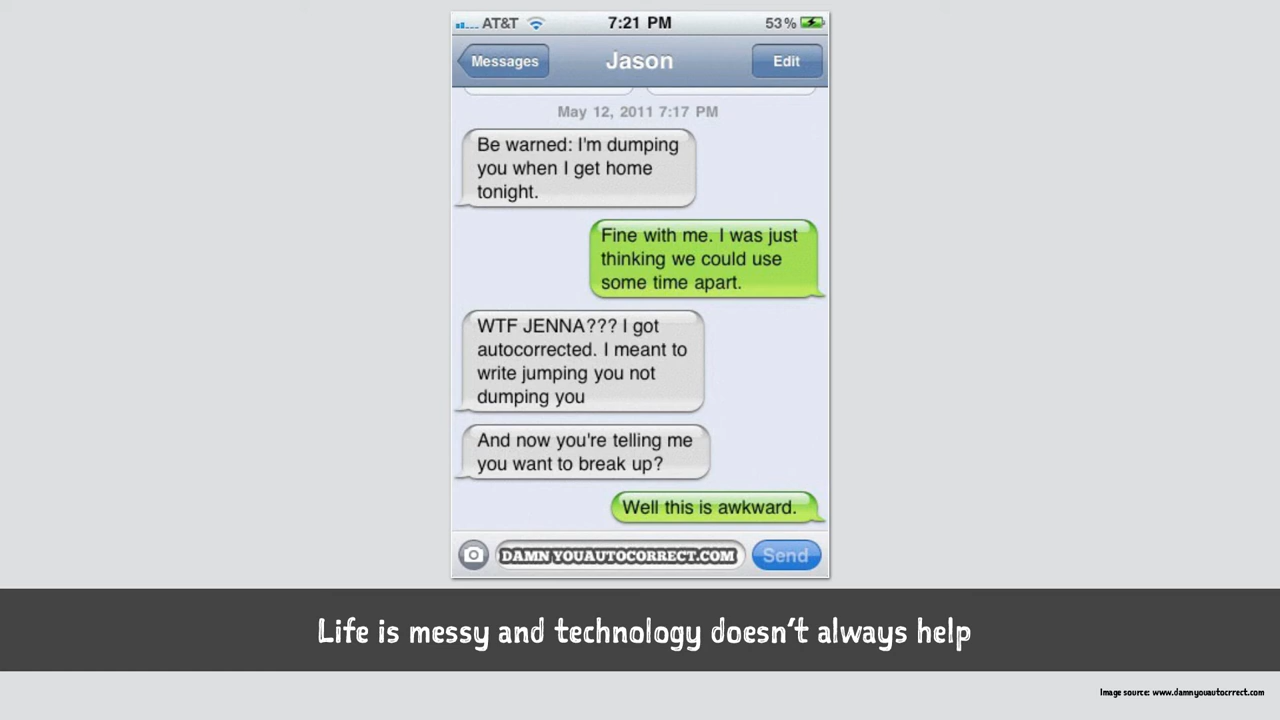 AT&T 7:21 PM 53%
Messages Jason Edit
May 12, 2011 7:17 PM
Be warned: I'm dumping
you when I get home
tonight.
Fine with me. I was just
thinking we could use
some time apart.
WTF JENNA??? I got
autocorrected. I meant to
write jumping you not
dumping you
And now you're telling me
you want to break up?
Well this is awkward.
DAMN YOUAUTOCORRECT.COM Send
Life is messy and technology doesn't always help
Image source: www.damnyouautocrrect.com